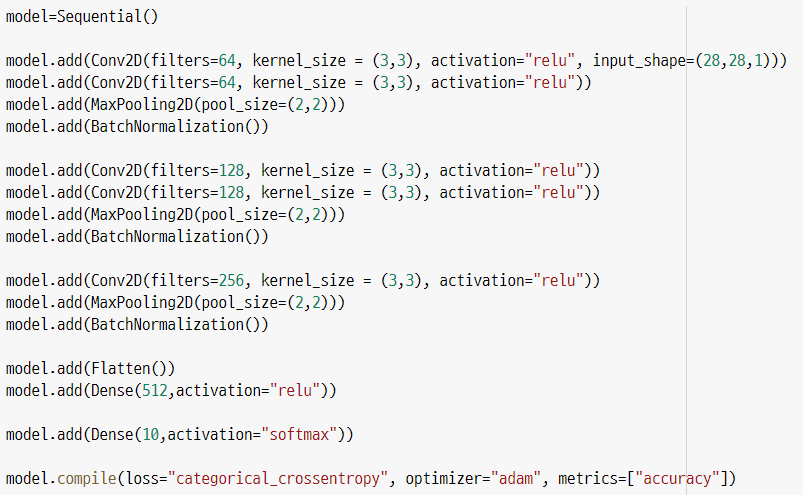 model=Sequential()
model.add(Conv2D(filters=64, kernel_size = (3,3), activation="relu", input_shape=(28,28,1)))
model.add(Conv2D(filters=64, kernel_size = (3,3), activation="relu"))
model.add(MaxPooling2D(pool_size=(2,2)))
model.add(BatchNormalization())
model.add(Conv2D(filters=128, kernel_size = (3,3), activation="relu"))
model.add(Conv2D(filters=128, kernel_size = (3,3), activation="relu"))
model.add(MaxPooling2D(pool_size=(2,2)))
model.add(BatchNormalization())
model.add(Conv2D(filters=256, kernel_size = (3,3), activation="relu"))
model.add(MaxPooling2D(pool_size=(2,2)))
model.add(BatchNormalization())
model.add(Flatten())
model.add(Dense(512,activation="relu"))
model.add(Dense(10,activation="softmax"))
model.compile(loss="categorical_crossentropy", optimizer="adam", metrics=["accuracy"])